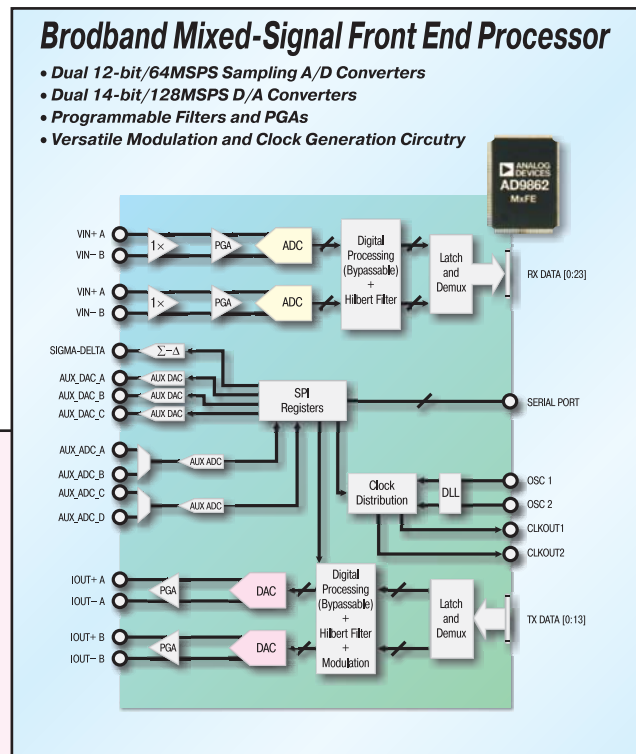 Brodband Mixed-Signal Front End Processor
• Dual 12-bit/64MSPS Sampling A/D Converters
• Dual 14-bit/128MSPS D/A Converters
• Programmable Filters and PGAs
• Versatile Modulation and Clock Generation Circutry
ANALOG
DEVICES
AD9862
MxFE
VIN+ A
VIN− B
1×
PGA
ADC
VIN+ A
VIN− B
1×
PGA
ADC
Digital
Processing
(Bypassable)
+
Hilbert Filter
Latch
and
Demux
RX DATA [0:23]
SIGMA-DELTA
Σ−Δ
AUX_DAC_A
AUX DAC
AUX_DAC_B
AUX DAC
AUX_DAC_C
AUX DAC
SPI
Registers
SERIAL PORT
AUX_ADC_A
AUX_ADC_B
AUX ADC
AUX_ADC_C
AUX_ADC_D
AUX ADC
Clock
Distribution
DLL
OSC 1
OSC 2
CLKOUT1
CLKOUT2
IOUT+ A
IOUT− A
PGA
DAC
IOUT+ B
IOUT− B
PGA
DAC
Digital
Processing
(Bypassable)
+
Hilbert Filter
+
Modulation
Latch
and
Demux
TX DATA [0:13]